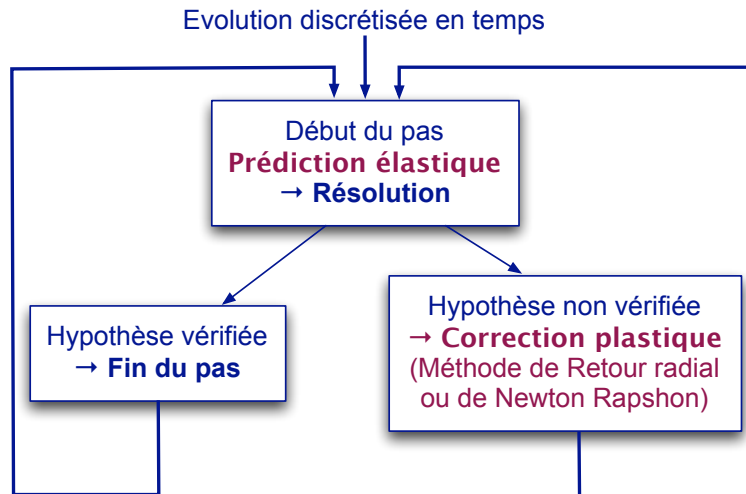 Evolution discrétisée en temps
Début du pas
Prédiction élastique
→ Résolution
Hypothèse vérifiée
→ Fin du pas
Hypothèse non vérifiée
→ Correction plastique
(Méthode de Retour radial
ou de Newton Rapshon)